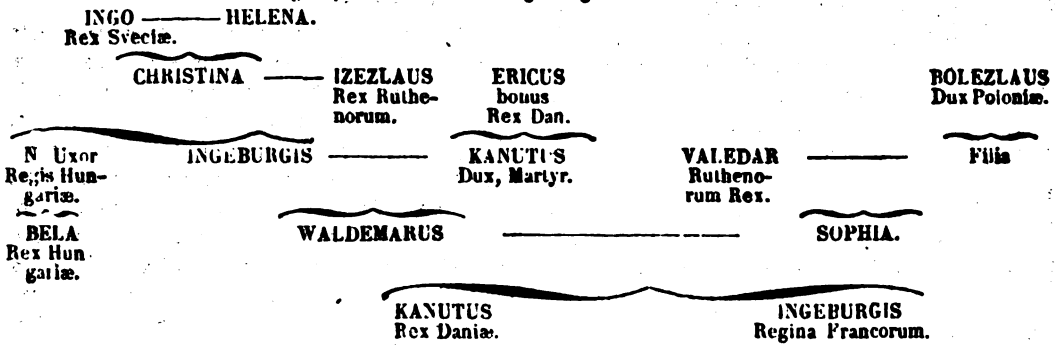 INGO ——— HELENA.
Rex Sveciæ.
CHRISTINA —— IZEZLAUS ERICUS BOLEZLAUS
Rex Ruthe- bonus Dux Poloniæ.
norum. Rex Dan.
N Uxor INGEBURGIS ——— KANUTUS VALEDAR ——— Filia
Regis Hun- Dux, Martyr. Rutheno-
gariæ. rum Rex.
BELA WALDEMARUS ——— SOPHIA.
Rex Hun
gariæ.
KANUTUS INGEBURGIS
Rex Daniæ. Regina Francorum.